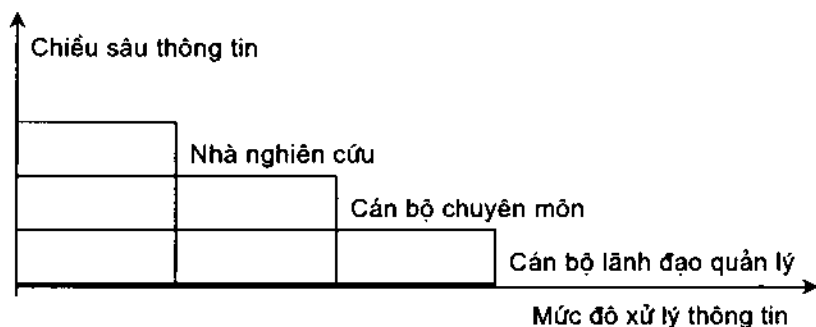 Chiều sâu thông tin
Nhà nghiên cứu
Cán bộ chuyên môn
Cán bộ lãnh đạo quản lý
Mức độ xử lý thông tin